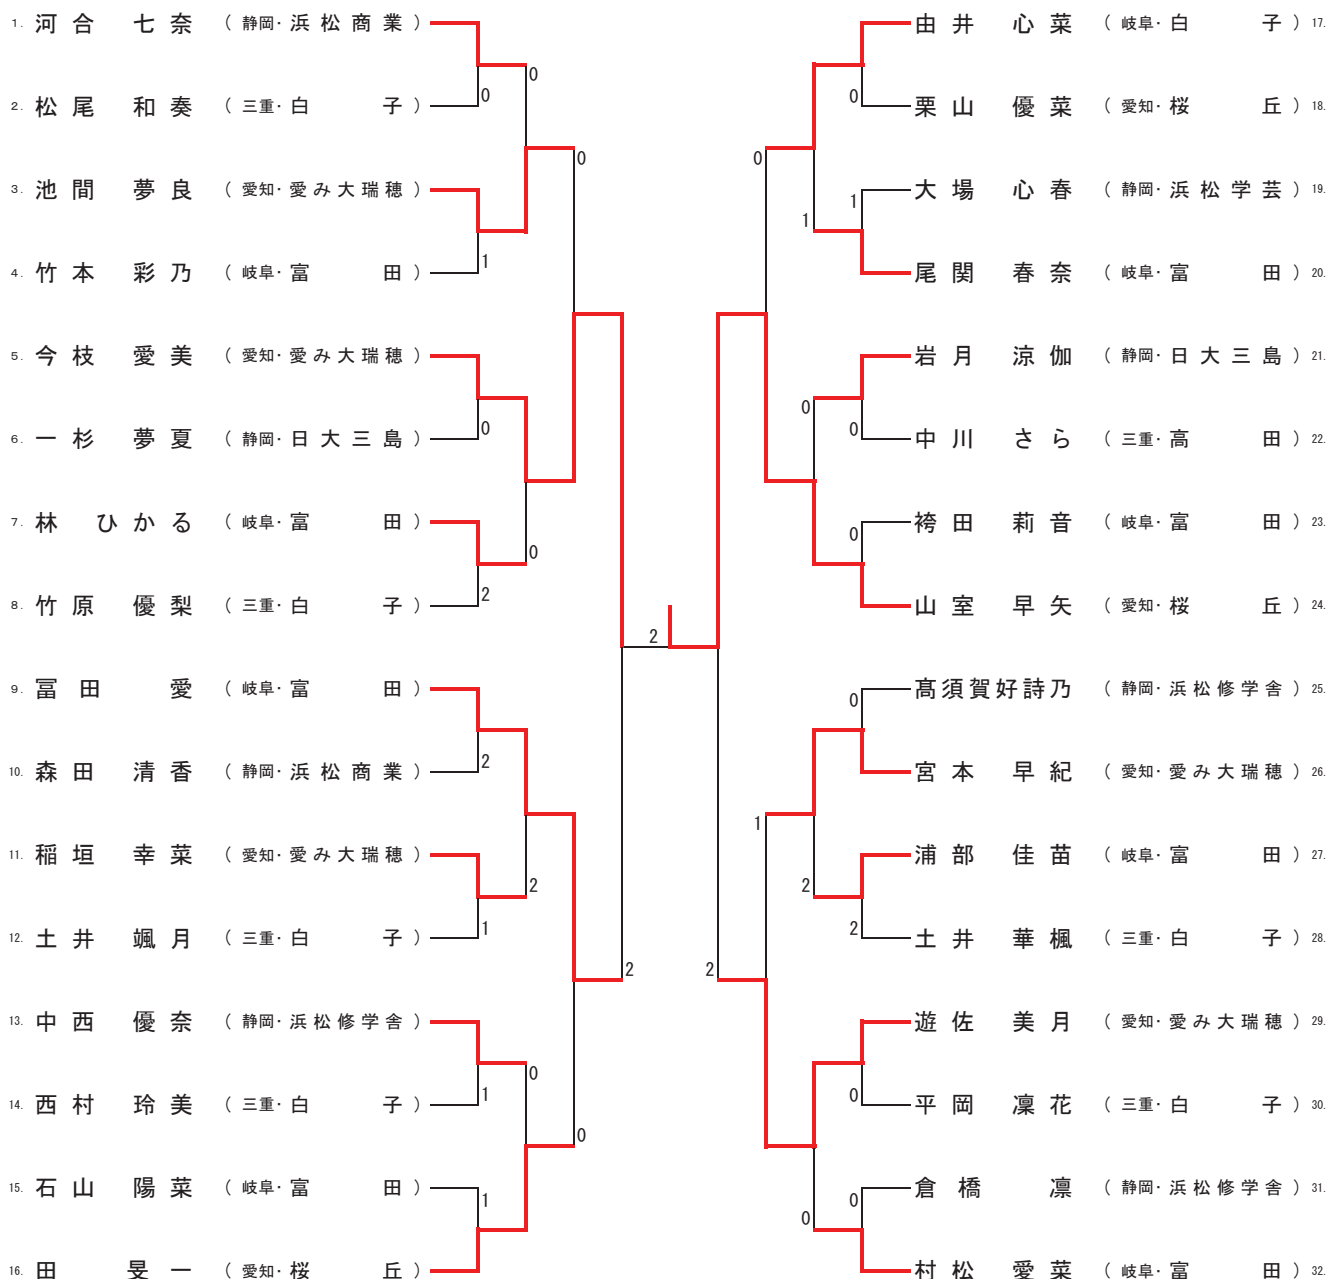 1. 河合 七奈 （ 静岡・浜松商業 ）
0
0
2. 松尾 和奏 （ 三重・白子 ）
0
3. 池間 夢良 （ 愛知・愛み大瑞穂 ）
1
4. 竹本 彩乃 （ 岐阜・富田 ）
5. 今枝 愛美 （ 愛知・愛み大瑞穂 ）
0
6. 一杉 夢夏 （ 静岡・日大三島 ）
7. 林 ひかる （ 岐阜・富田 ）
0
2
8. 竹原 優梨 （ 三重・白子 ）
2
9. 冨田 愛 （ 岐阜・富田 ）
2
10. 森田 清香 （ 静岡・浜松商業 ）
11. 稲垣 幸菜 （ 愛知・愛み大瑞穂 ）
2
1
12. 土井 颯月 （ 三重・白子 ）
2
13. 中西 優奈 （ 静岡・浜松修学舎 ）
0
1
14. 西村 玲美 （ 三重・白子 ）
0
15. 石山 陽菜 （ 岐阜・富田 ）
1
16. 田 旻一 （ 愛知・桜丘 ）
由井 心菜 （ 岐阜・白子 ） 17.
0
栗山 優菜 （ 愛知・桜丘 ） 18.
0
大場 心春 （ 静岡・浜松学芸 ） 19.
1
1
尾関 春奈 （ 岐阜・富田 ） 20.
岩月 涼伽 （ 静岡・日大三島 ） 21.
0
0
中川 さら （ 三重・高田 ） 22.
袴田 莉音 （ 岐阜・富田 ） 23.
0
山室 早矢 （ 愛知・桜丘 ） 24.
髙須賀好詩乃 （ 静岡・浜松修学舎 ） 25.
0
宮本 早紀 （ 愛知・愛み大瑞穂 ） 26.
1
浦部 佳苗 （ 岐阜・富田 ） 27.
2
2
土井 華楓 （ 三重・白子 ） 28.
2
遊佐 美月 （ 愛知・愛み大瑞穂 ） 29.
0
平岡 凜花 （ 三重・白子 ） 30.
倉橋 凛 （ 静岡・浜松修学舎 ） 31.
0
0
村松 愛菜 （ 岐阜・富田 ） 32.